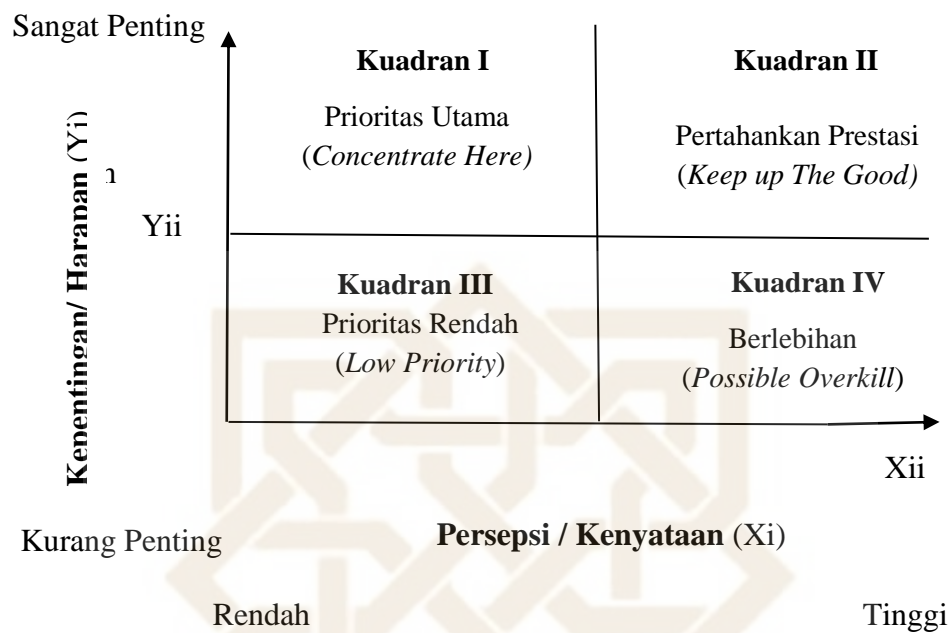 Sangat Penting
Kuadran I
Kuadran II
Prioritas Utama
(Concentrate Here)
Pertahankan Prestasi
(Keep up The Good)
Kepentingan/ Harapan (Yi)
Yii
Kuadran III
Prioritas Rendah
(Low Priority)
Kuadran IV
Berlebihan
(Possible Overkill)
Xii
Kurang Penting
Persepsi / Kenyataan (Xi)
Rendah
Tinggi